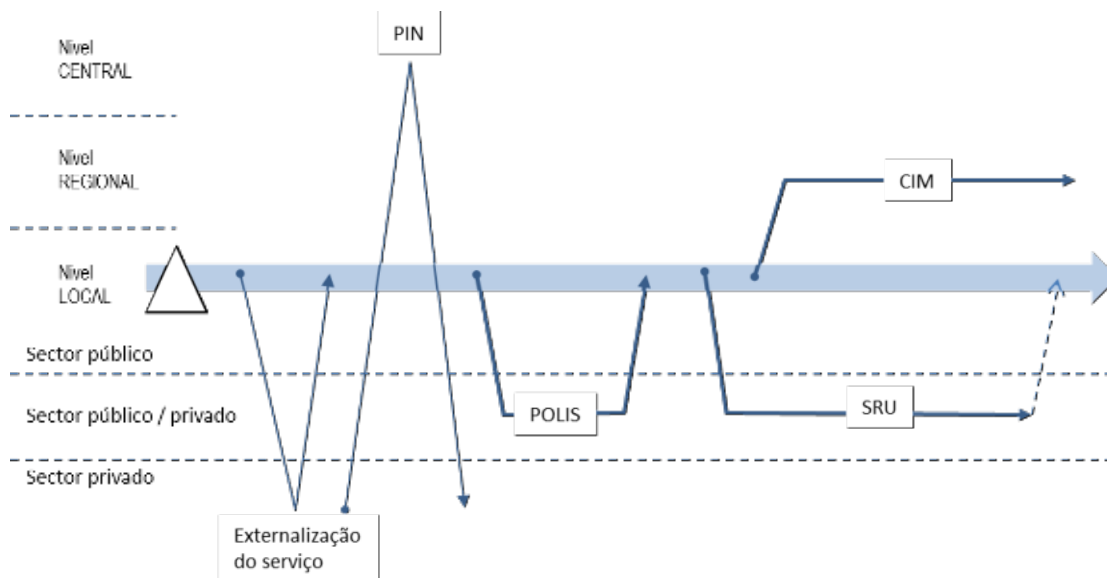 PIN
Nível
CENTRAL
Nível
REGIONAL
CIM
Nível
LOCAL
Sector público
Sector público / privado
POLIS
SRU
Sector privado
Externalização
do serviço